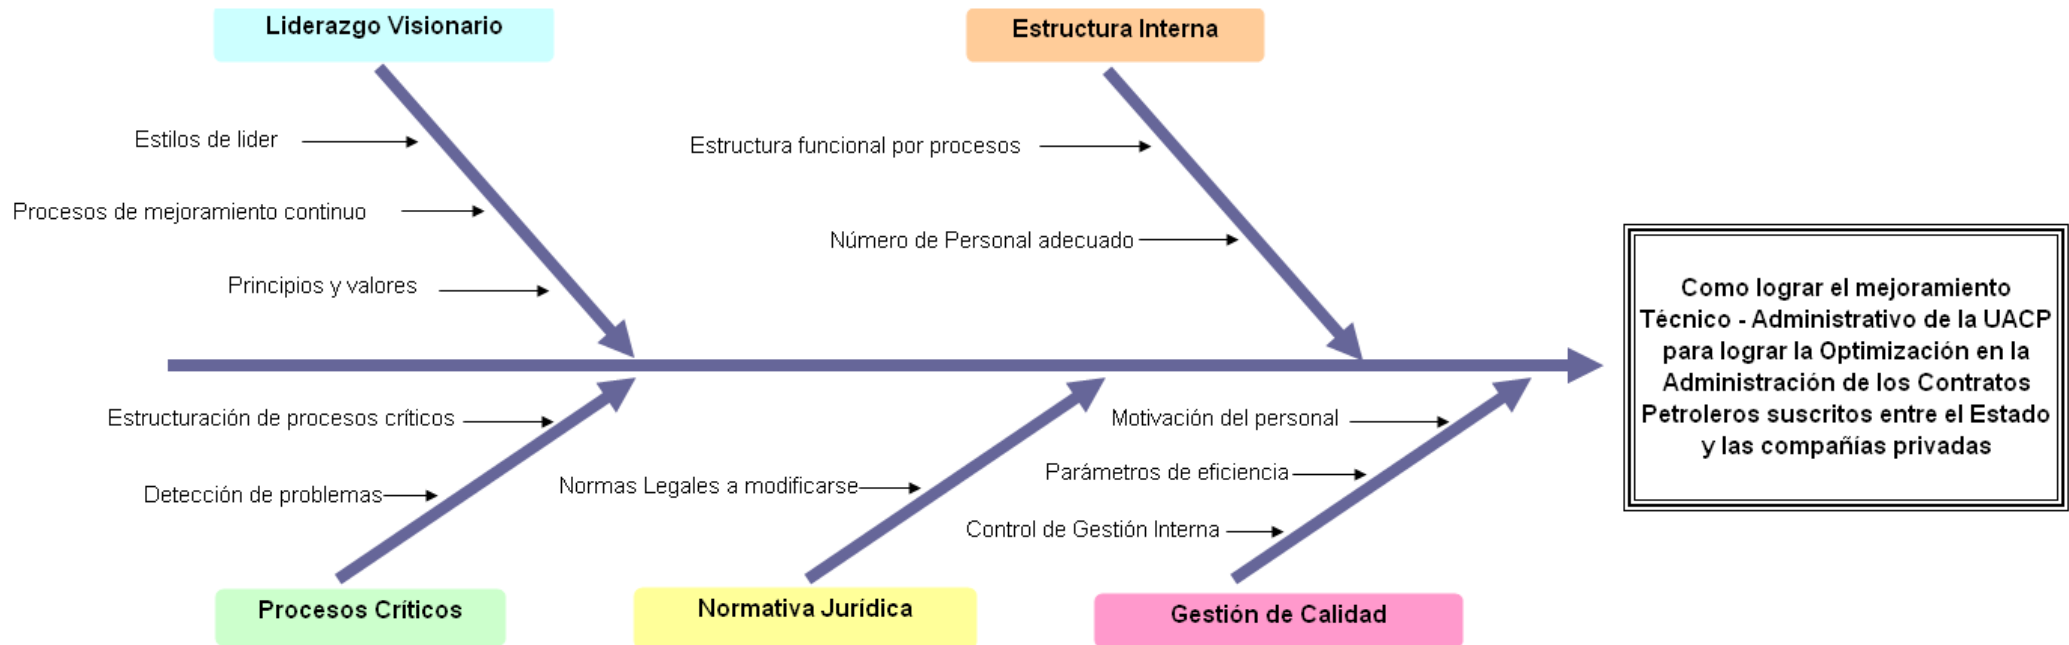 Liderazgo Visionario
Estructura Interna
Estilos de lider
Estructura funcional por procesos
Procesos de mejoramiento continuo
Número de Personal adecuado
Principios y valores
Como lograr el mejoramiento
Técnico - Administrativo de la UACP
para lograr la Optimización en la
Administración de los Contratos
Petroleros suscritos entre el Estado
y las compañías privadas
Estructuración de procesos críticos
Motivación del personal
Parámetros de eficiencia
Detección de problemas
Normas Legales a modificarse
Control de Gestión Interna
Procesos Críticos
Normativa Jurídica
Gestión de Calidad